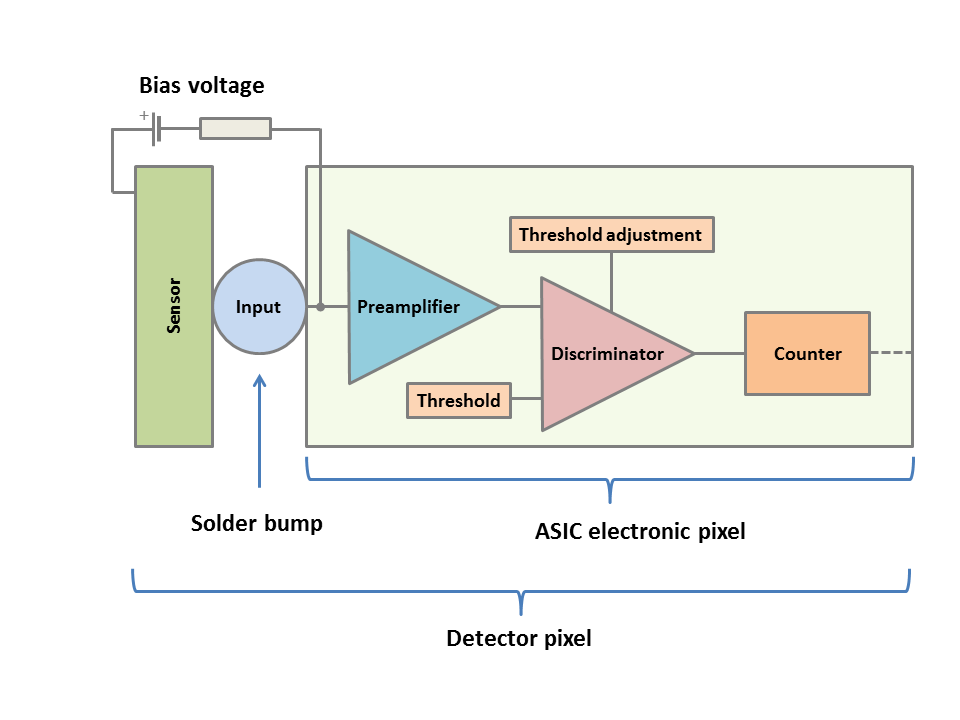 Bias voltage
+
Threshold adjustment
Sensor
Input
Preamplifier
Discriminator
Counter
Threshold
Solder bump
ASIC electronic pixel
Detector pixel